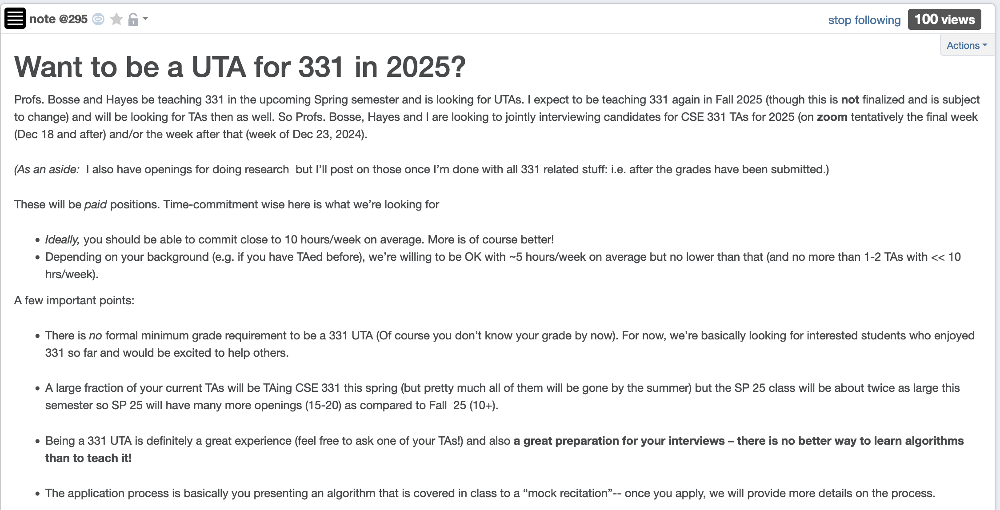 note @295
stop following
100 views
Actions
Want to be a UTA for 331 in 2025?
Profs. Bosse and Hayes be teaching 331 in the upcoming Spring semester and is looking for UTAs. I expect to be teaching 331 again in Fall 2025 (though this is not finalized and is subject
to change) and will be looking for TAs then as well. So Profs. Bosse, Hayes and I are looking to jointly interviewing candidates for CSE 331 TAs for 2025 (on zoom tentatively the final week
(Dec 18 and after) and/or the week after that (week of Dec 23, 2024).
(As an aside:  I also have openings for doing research  but I’ll post on those once I’m done with all 331 related stuff: i.e. after the grades have been submitted.)
These will be paid positions. Time-commitment wise here is what we’re looking for
• Ideally, you should be able to commit close to 10 hours/week on average. More is of course better!
• Depending on your background (e.g. if you have TAed before), we’re willing to be OK with ~5 hours/week on average but no lower than that (and no more than 1-2 TAs with << 10
hrs/week).
A few important points:
• There is no formal minimum grade requirement to be a 331 UTA (Of course you don’t know your grade by now). For now, we’re basically looking for interested students who enjoyed
331 so far and would be excited to help others.
• A large fraction of your current TAs will be TAing CSE 331 this spring (but pretty much all of them will be gone by the summer) but the SP 25 class will be about twice as large this
semester so SP 25 will have many more openings (15-20) as compared to Fall  25 (10+).
• Being a 331 UTA is definitely a great experience (feel free to ask one of your TAs!) and also a great preparation for your interviews – there is no better way to learn algorithms
than to teach it!
• The application process is basically you presenting an algorithm that is covered in class to a “mock recitation”-- once you apply, we will provide more details on the process.